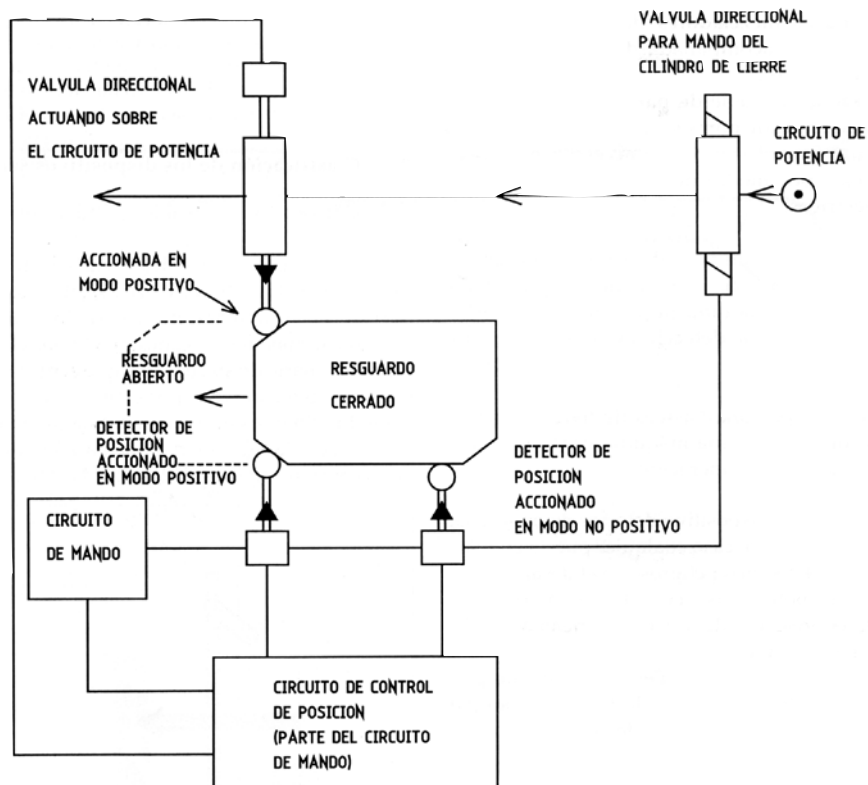 VALVULA DIRECCIONAL
PARA MANDO DEL
CILINDRO DE CIERRE
VALVULA DIRECCIONAL
ACTUANDO SOBRE
EL CIRCUITO DE POTENCIA
CIRCUITO DE
POTENCIA
ACCIONADA EN
MODO POSITIVO
RESGUARDO
ABIERTO
RESGUARDO
CERRADO
DETECTOR DE
POSICION
ACCIONADO
EN MODO POSITIVO
DETECTOR DE
POSICION
ACCIONADO
EN MODO NO POSITIVO
CIRCUITO
DE MANDO
CIRCUITO DE CONTROL
DE POSICION
(PARTE DEL CIRCUITO
DE MANDO)